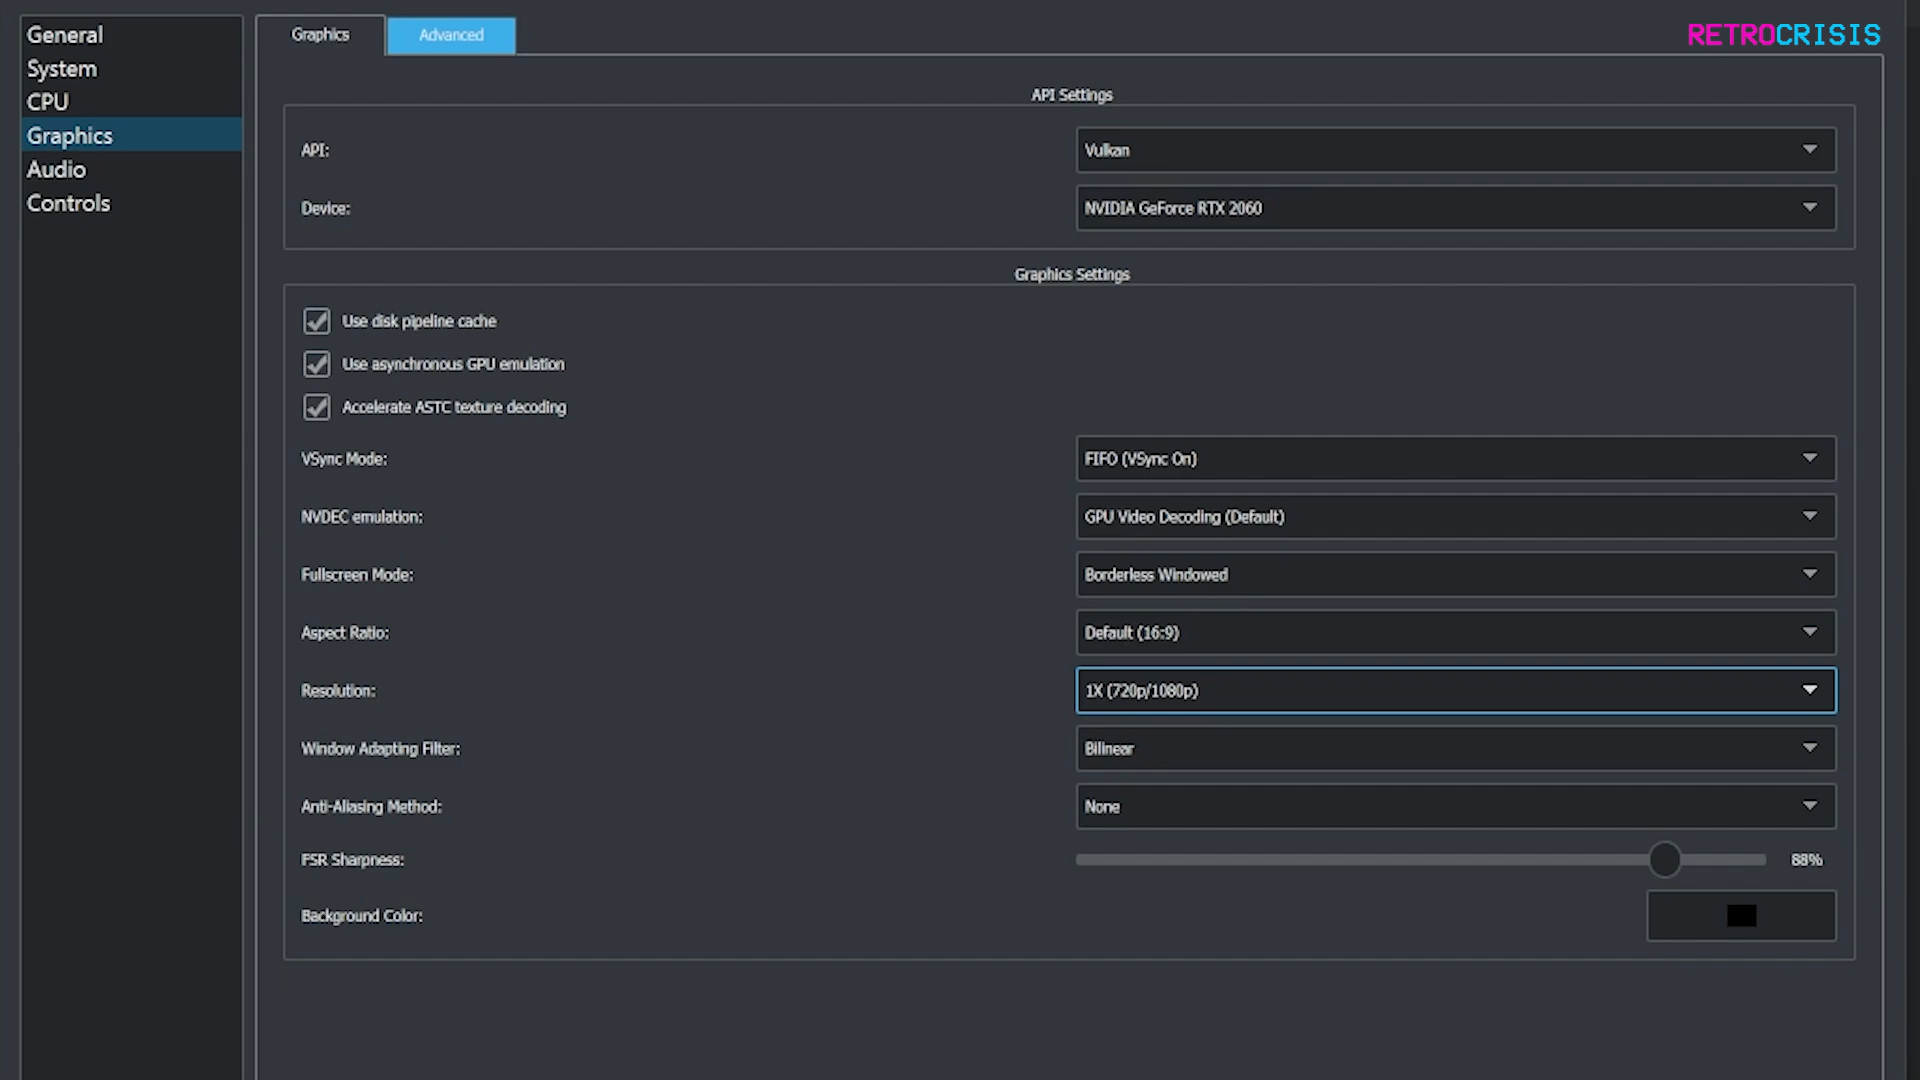 General
System
CPU
Graphics
Audio
Controls
Graphics
Advanced
RETROCRISIS
API Settings
API:
Vulkan
Device:
NVIDIA GeForce RTX 2060
Graphics Settings
Use disk pipeline cache
Use asynchronous GPU emulation
Accelerate ASTC texture decoding
VSync Mode:
FIFO (VSync On)
NVDEC emulation:
GPU Video Decoding (Default)
Fullscreen Mode:
Borderless Windowed
Aspect Ratio:
Default (16:9)
Resolution:
1X (720p/1080p)
Window Adapting Filter:
Bilinear
Anti-Aliasing Method:
None
FSR Sharpness:
88%
Background Color: